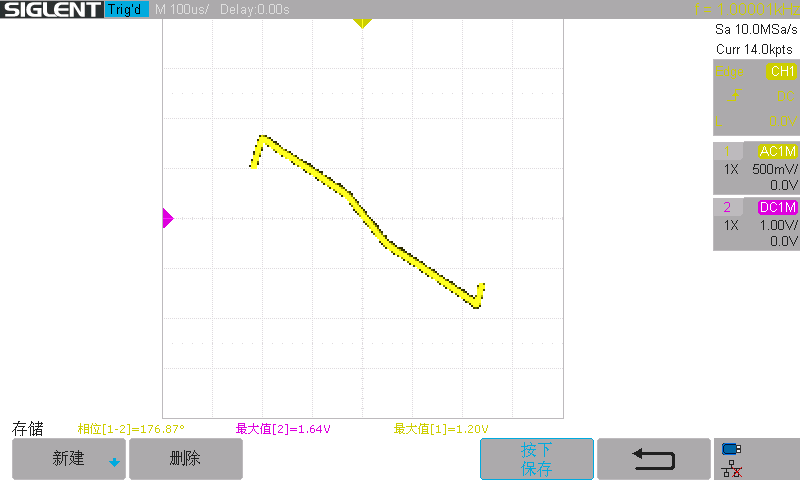 SIGLENT Trig'd M 100us/ Delay:0.00s f = 1.00001kHz
Sa 10.0MSa/s
Curr 14.0kpts
Edge CH1
DC
L 0.0V
AC1M
1X 500mV/
0.0V
2 DC1M
1X 1.00V/
0.0V
存储 相位[1-2]=176.87° 最大值[2]=1.64V 最大值[1]=1.20V
新建 删除 按下
保存